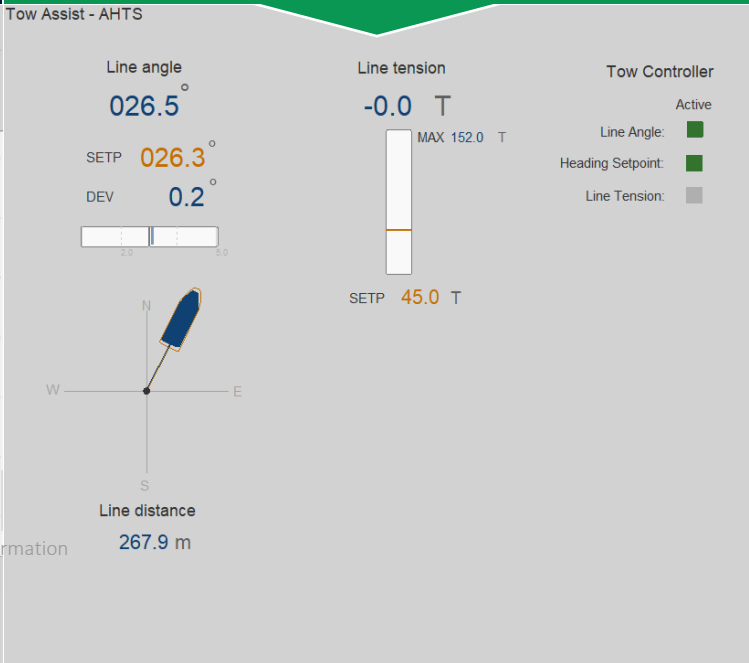 Tow Assist - AHTS
Line angle
026.5°
SETP 026.3°
DEV 0.2°
2.0 5.0
N
W E
S
Line distance
267.9 m
Line tension
-0.0 T
MAX 152.0 T
SETP 45.0 T
Tow Controller
Active
Line Angle:
Heading Setpoint:
Line Tension:
rmation